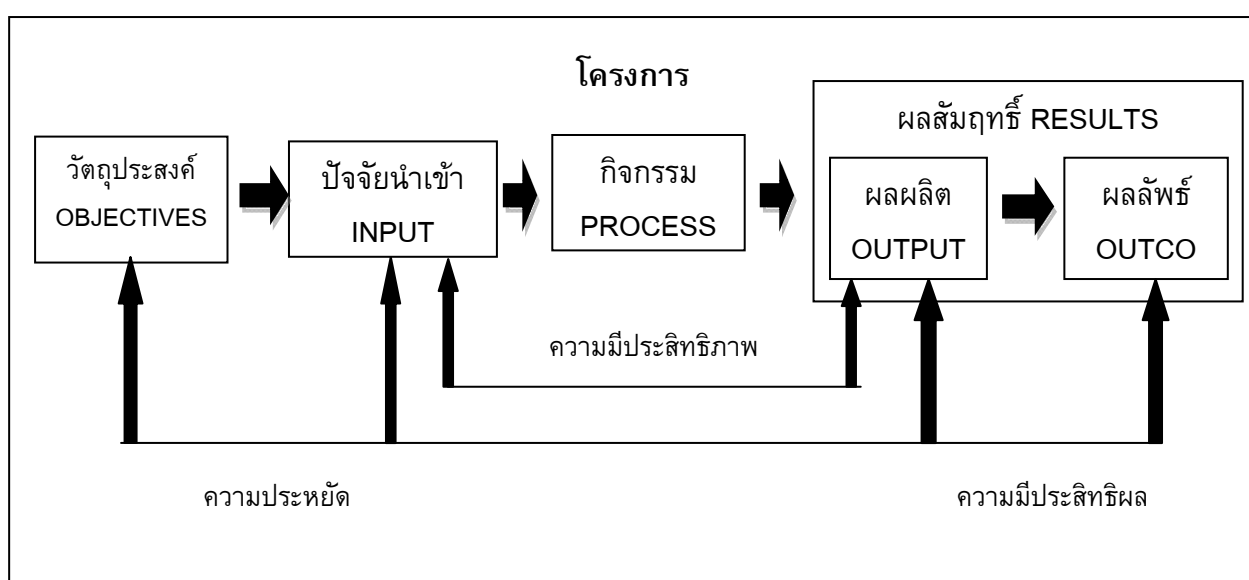 โครงการ
ผลสัมฤทธิ์ RESULTS
วัตถุประสงค์
OBJECTIVES
ปัจจัยนำเข้า
INPUT
กิจกรรม
PROCESS
ผลผลิต
OUTPUT
ผลลัพธ์
OUTCO
ความมีประสิทธิภาพ
ความประหยัด
ความมีประสิทธิผล